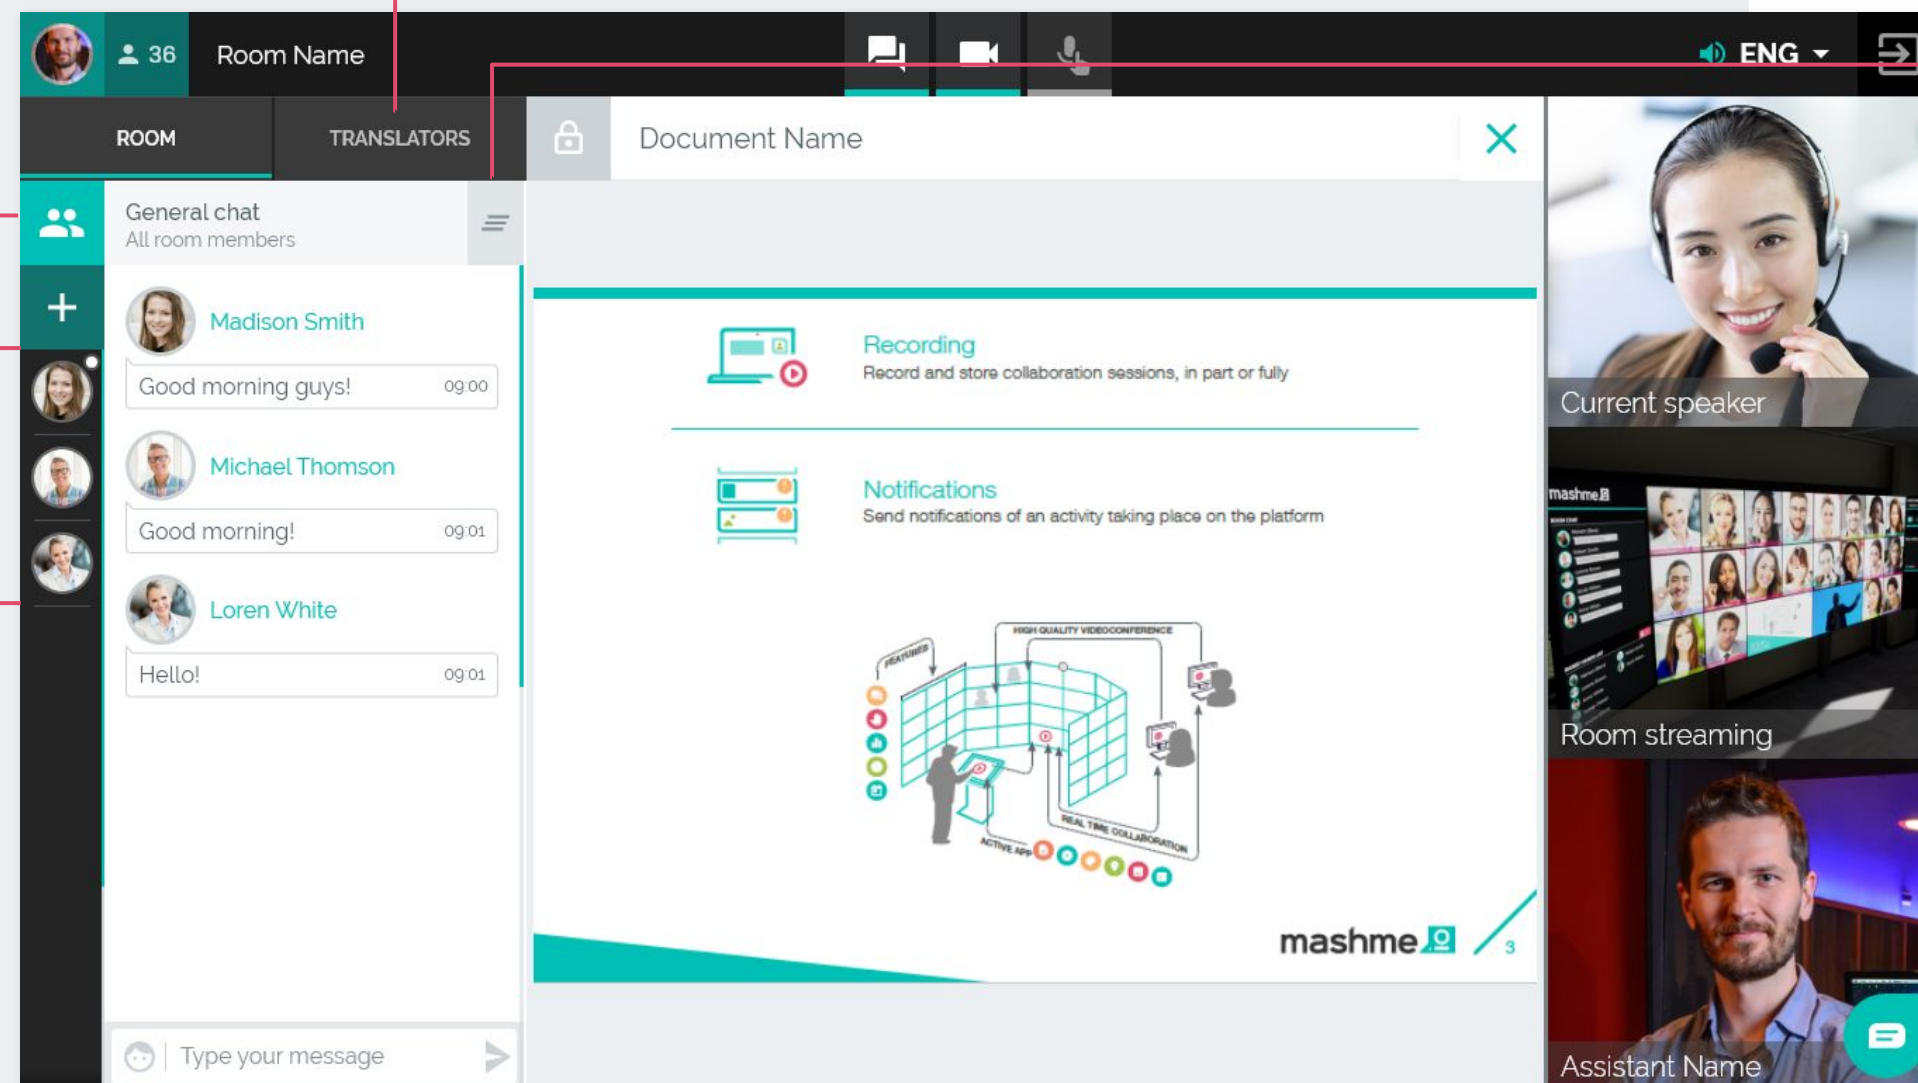 36
Room Name
ENG
ROOM
TRANSLATORS
Document Name
General chat
All room members
Madison Smith
Good morning guys!
09:00
Michael Thomson
Good morning!
09:01
Loren White
Hello!
09:01
Type your message
Recording
Record and store collaboration sessions, in part or fully
Notifications
Send notifications of an activity taking place on the platform
HIGH QUALITY VIDEOCONFERENCE
FEATURED
REAL TIME COLLABORATION
ACTIVE APP
mashme
3
Current speaker
mashme
ROOM CHAT
Room streaming
Assistant Name